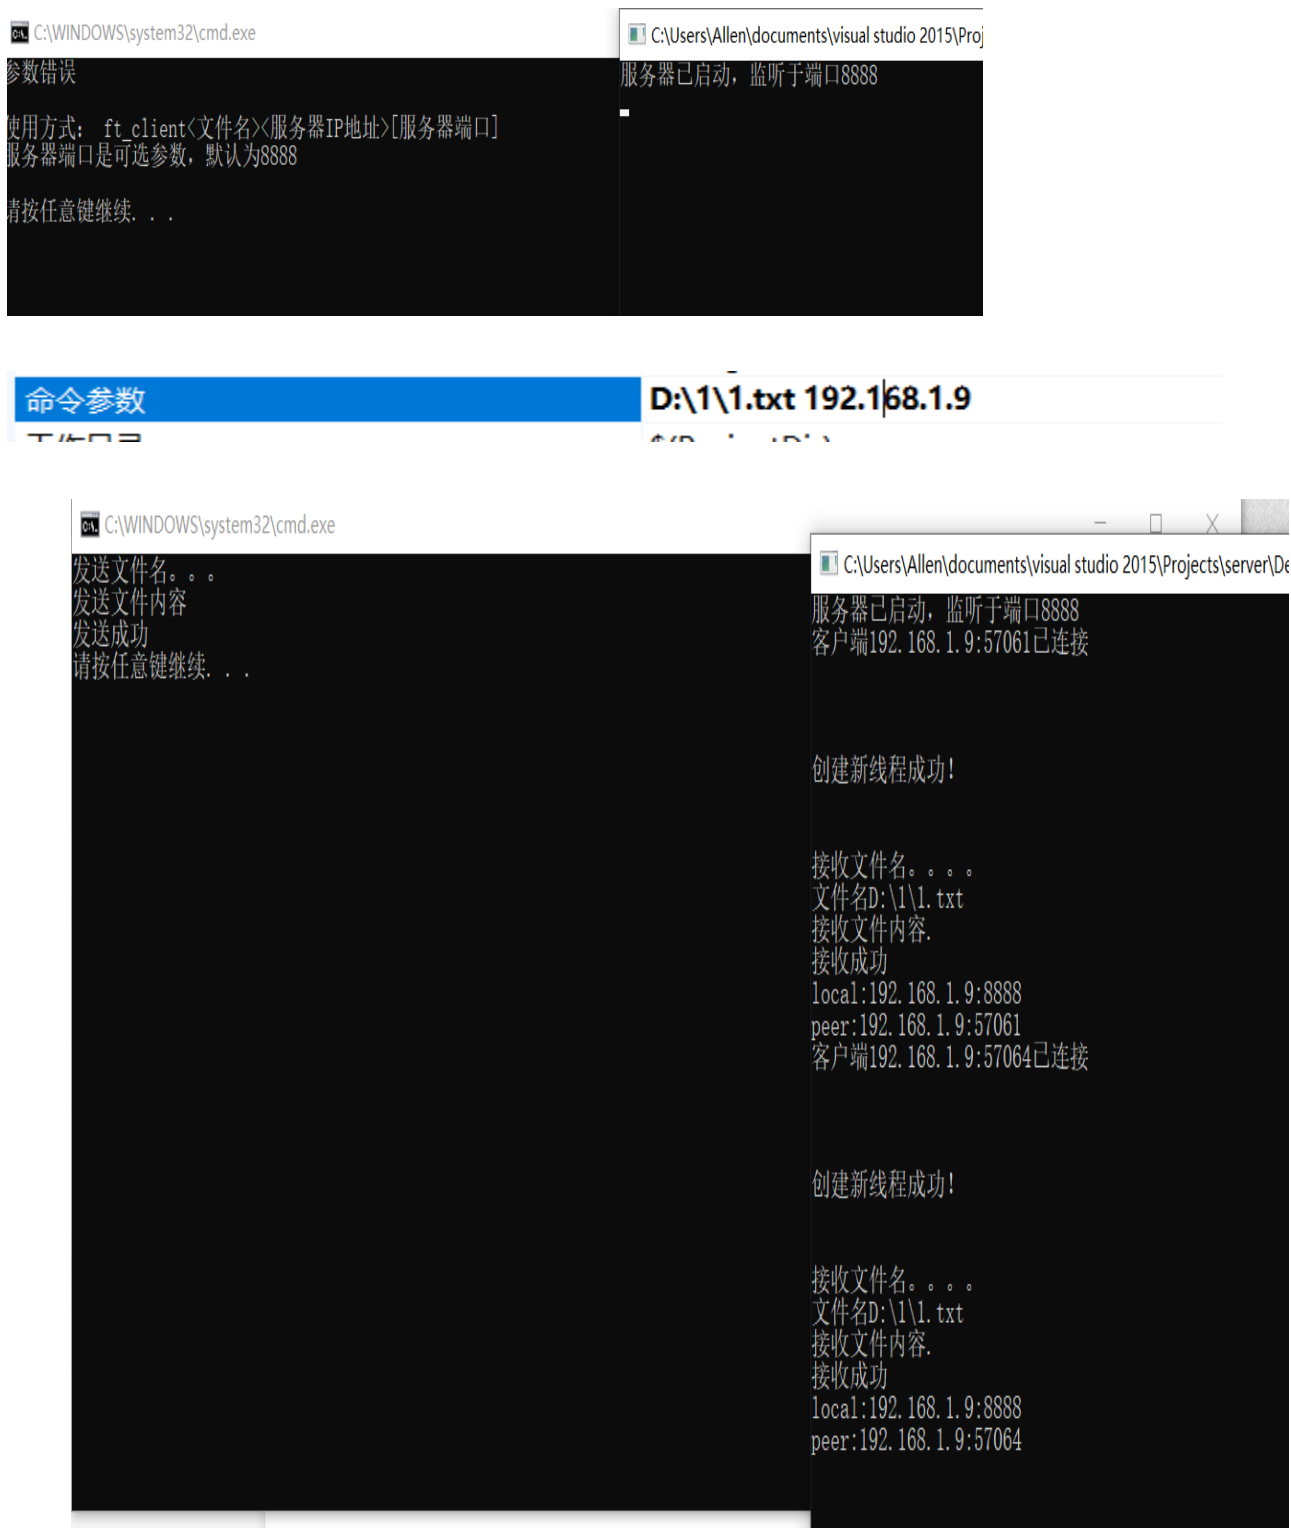 C:\WINDOWS\system32\cmd.exe
参数错误
使用方式： ft_client<文件名><服务器IP地址>[服务器端口]
服务器端口是可选参数，默认为8888
请按任意键继续. . .
C:\Users\Allen\documents\visual studio 2015\Proj
服务器已启动，监听于端口8888
命令参数
D:\1\1.txt 192.168.1.9
C:\WINDOWS\system32\cmd.exe
发送文件名。。。
发送文件内容
发送成功
请按任意键继续. . .
C:\Users\Allen\documents\visual studio 2015\Projects\server\De
服务器已启动，监听于端口8888
客户端192.168.1.9:57061已连接
创建新线程成功！
接收文件名。。。。
文件名D:\1\1.txt
接收文件内容.
接收成功
local:192.168.1.9:8888
peer:192.168.1.9:57061
客户端192.168.1.9:57064已连接
创建新线程成功！
接收文件名。。。。
文件名D:\1\1.txt
接收文件内容.
接收成功
local:192.168.1.9:8888
peer:192.168.1.9:57064